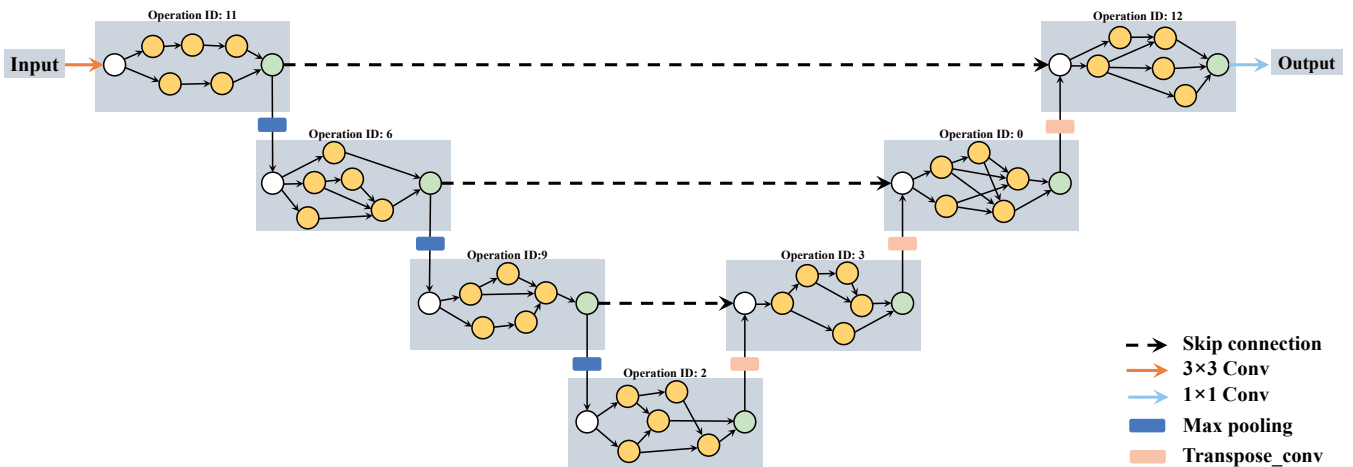 Operation ID: 11
Operation ID: 12
Input
Output
Operation ID: 6
Operation ID: 0
Operation ID:9
Operation ID: 3
Operation ID: 2
Skip connection
3×3 Conv
1×1 Conv
Max pooling
Transpose_conv